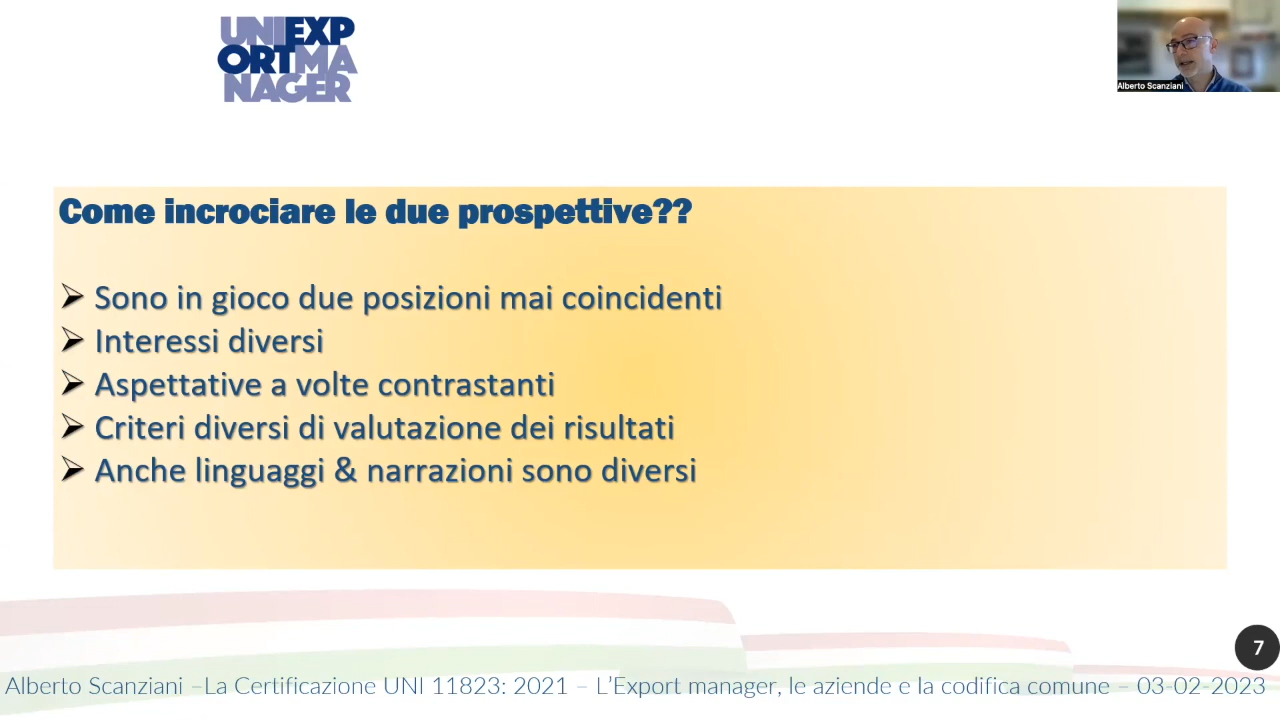 UNIEXP
ORTMA
NAGER
Alberto Scanziani
Come incrociare le due prospettive??
➢ Sono in gioco due posizioni mai coincidenti
➢ Interessi diversi
➢ Aspettative a volte contrastanti
➢ Criteri diversi di valutazione dei risultati
➢ Anche linguaggi & narrazioni sono diversi
7
Alberto Scanziani –La Certificazione UNI 11823: 2021 – L’Export manager, le aziende e la codifica comune – 03-02-2023